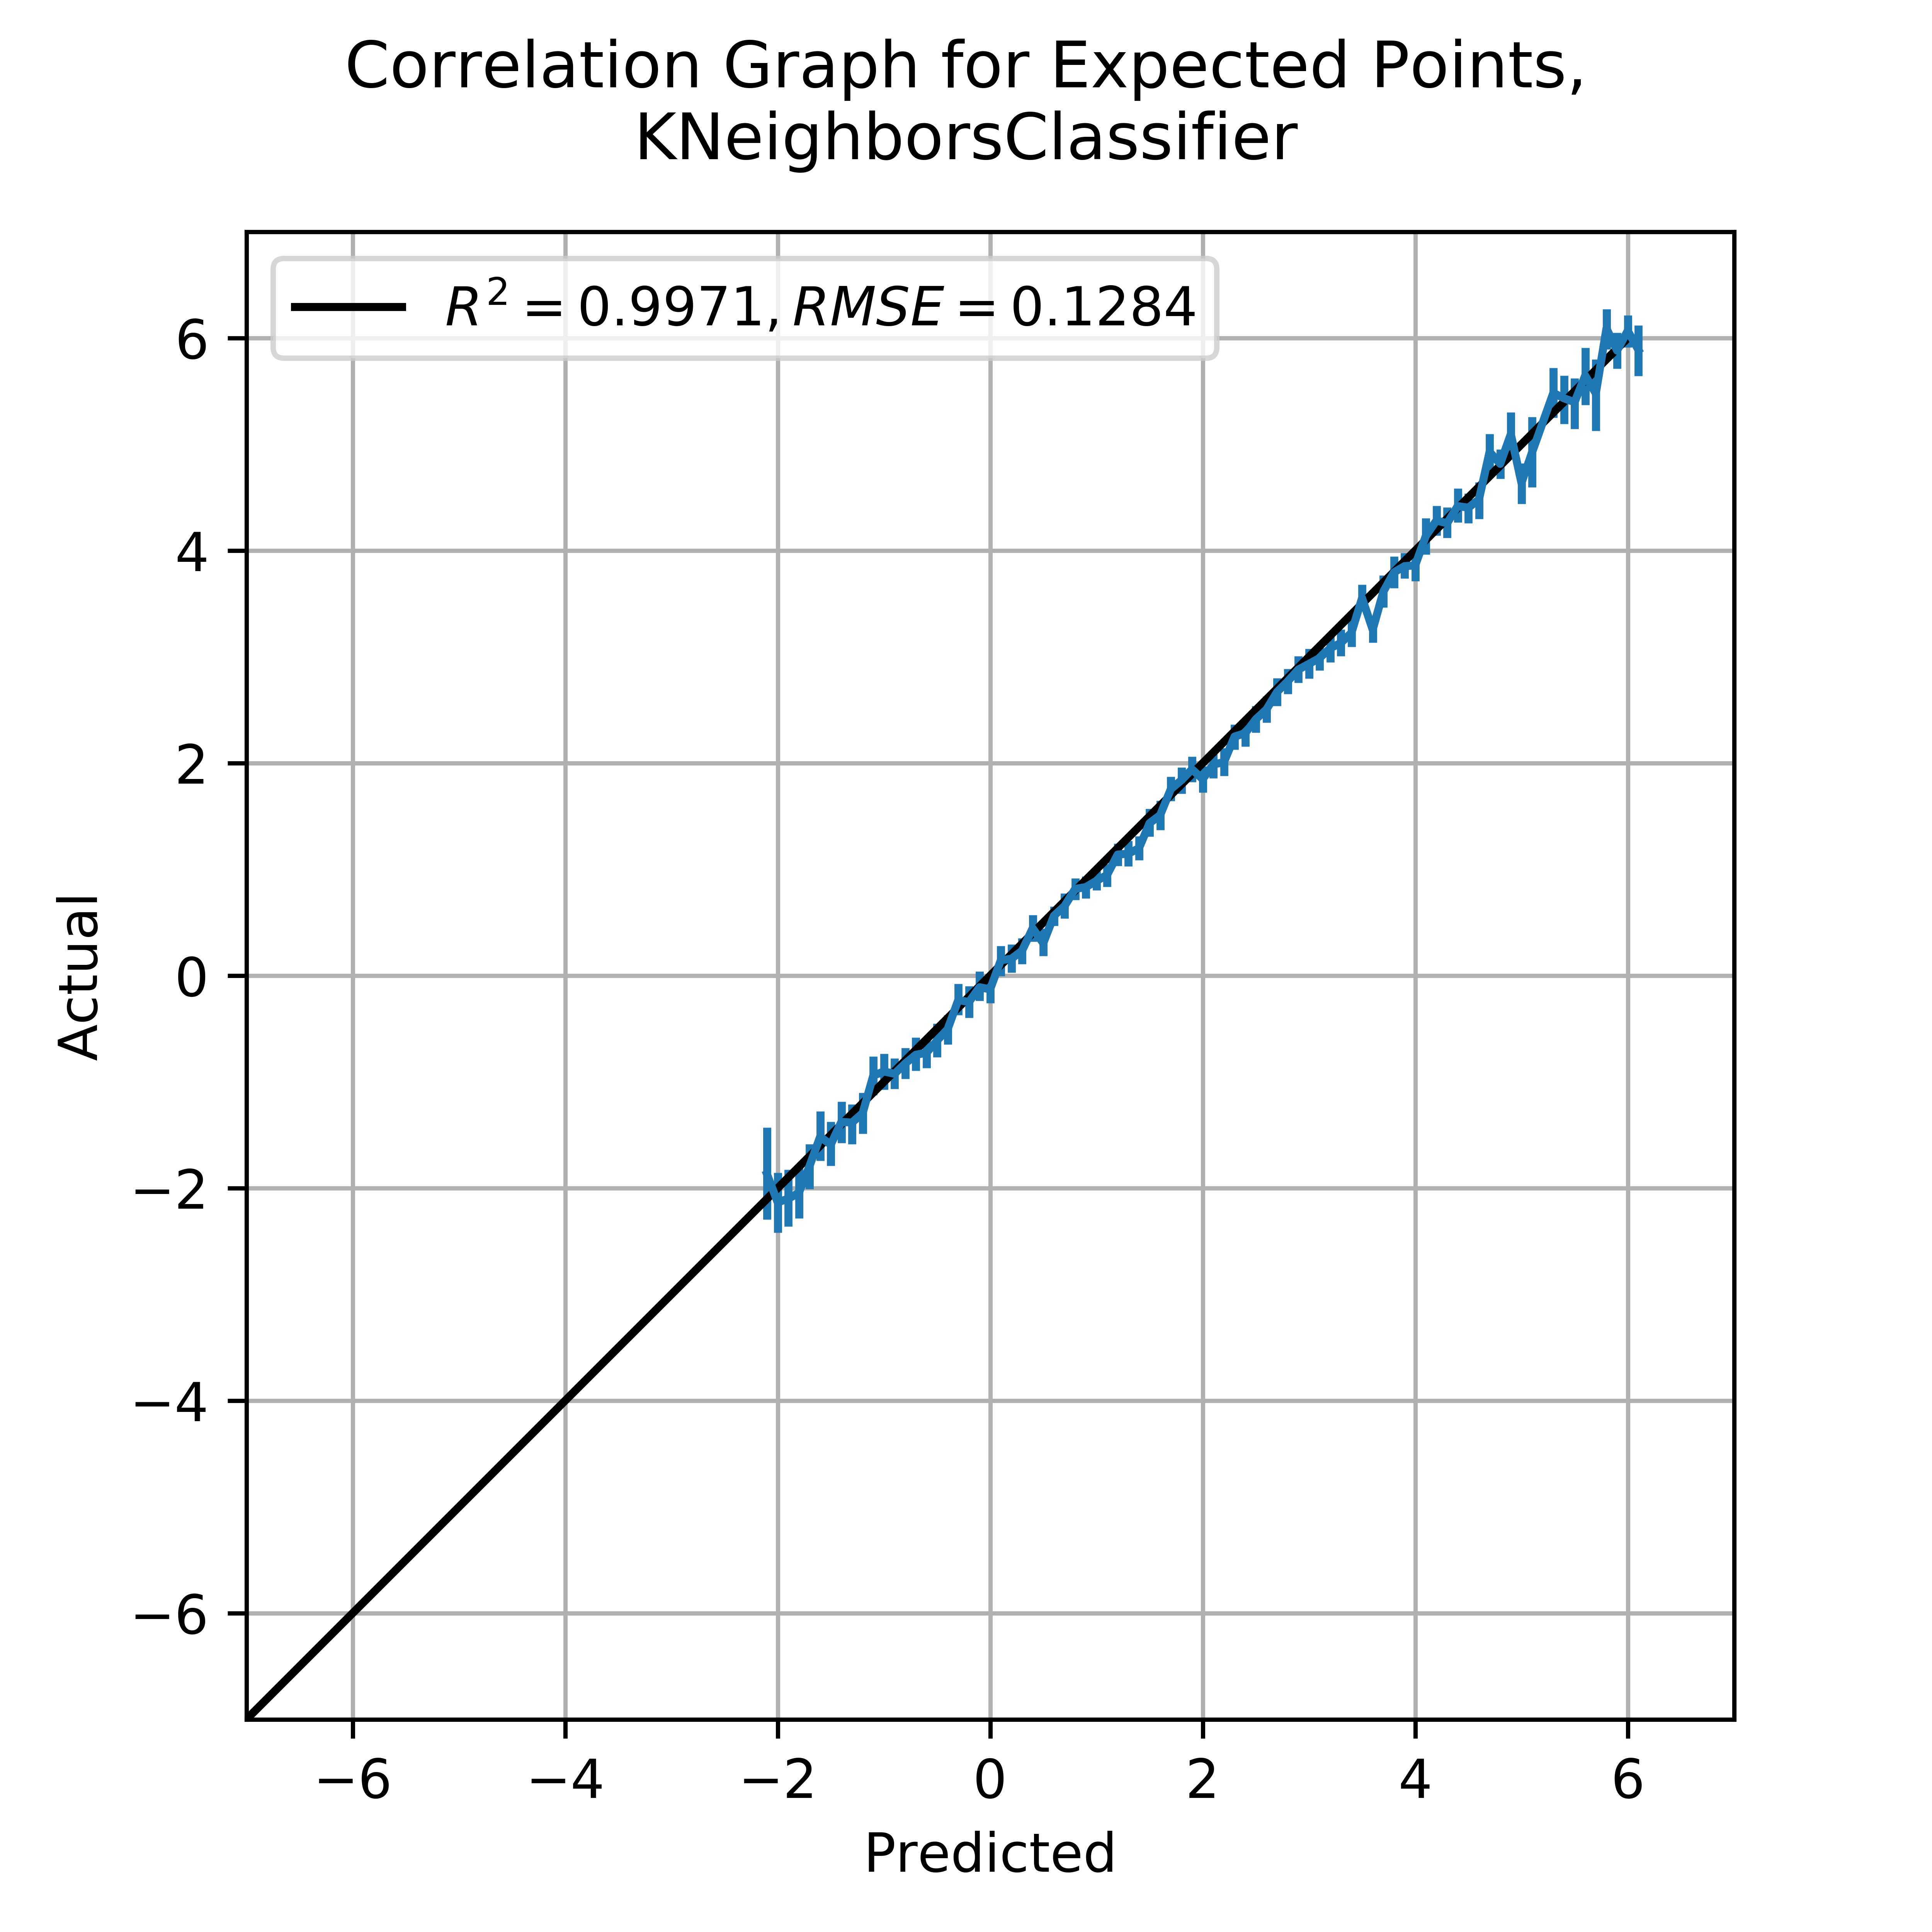 Correlation Graph for Expected Points,
KNeighborsClassifier
R² = 0.9971, RMSE = 0.1284
6
4
2
0
−2
−4
−6
Actual
−6 −4 −2 0 2 4 6
Predicted